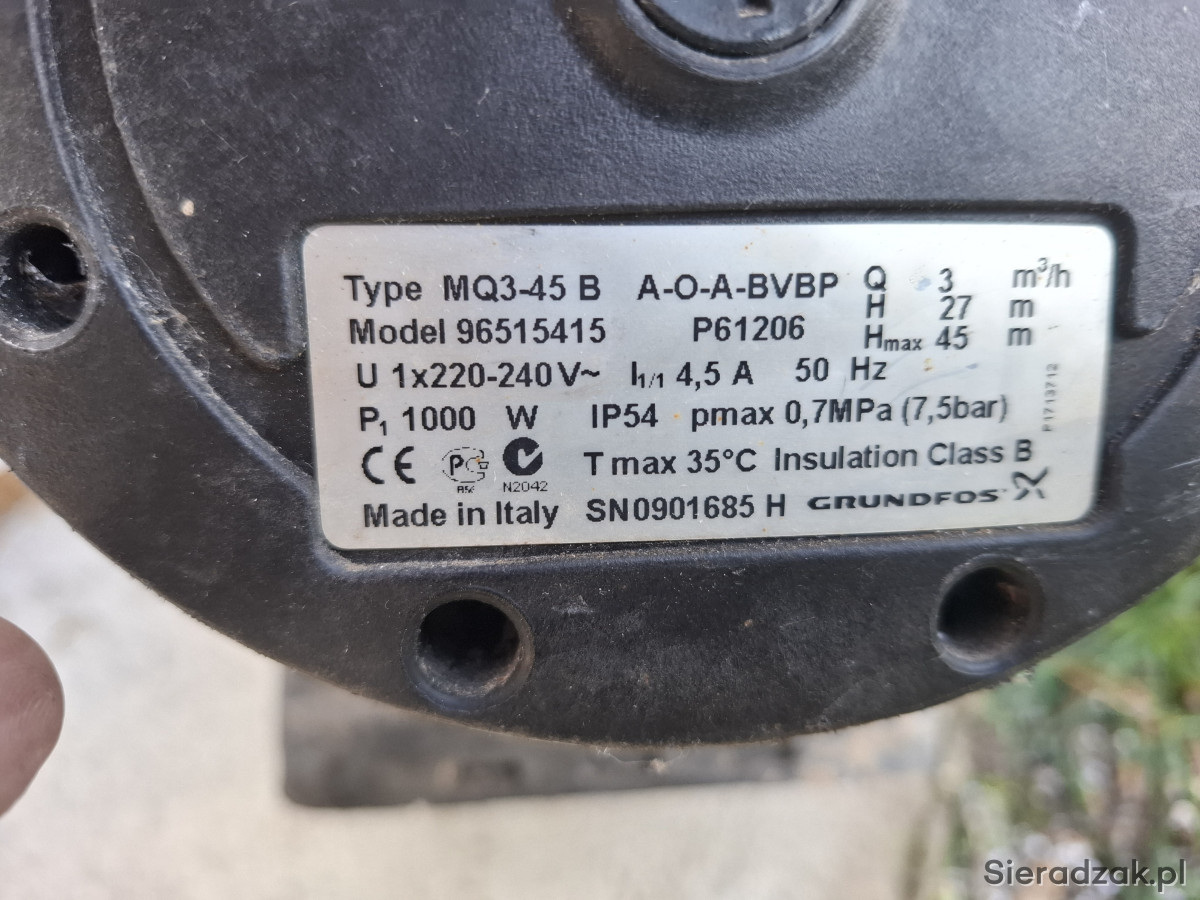 Type MQ3-45 B A-O-A-BVBP Q 3 m³/h
H 27 m
Model 96515415 P61206 Hmax 45 m
U 1x220-240V~ I1/1 4,5 A 50 Hz
P1 1000 W IP54 pmax 0,7MPa (7,5bar)
P1713712
CE PC N2042 T max 35°C Insulation Class B
Made in Italy SN0901685 H GRUNDFOS
Sieradzak.pl